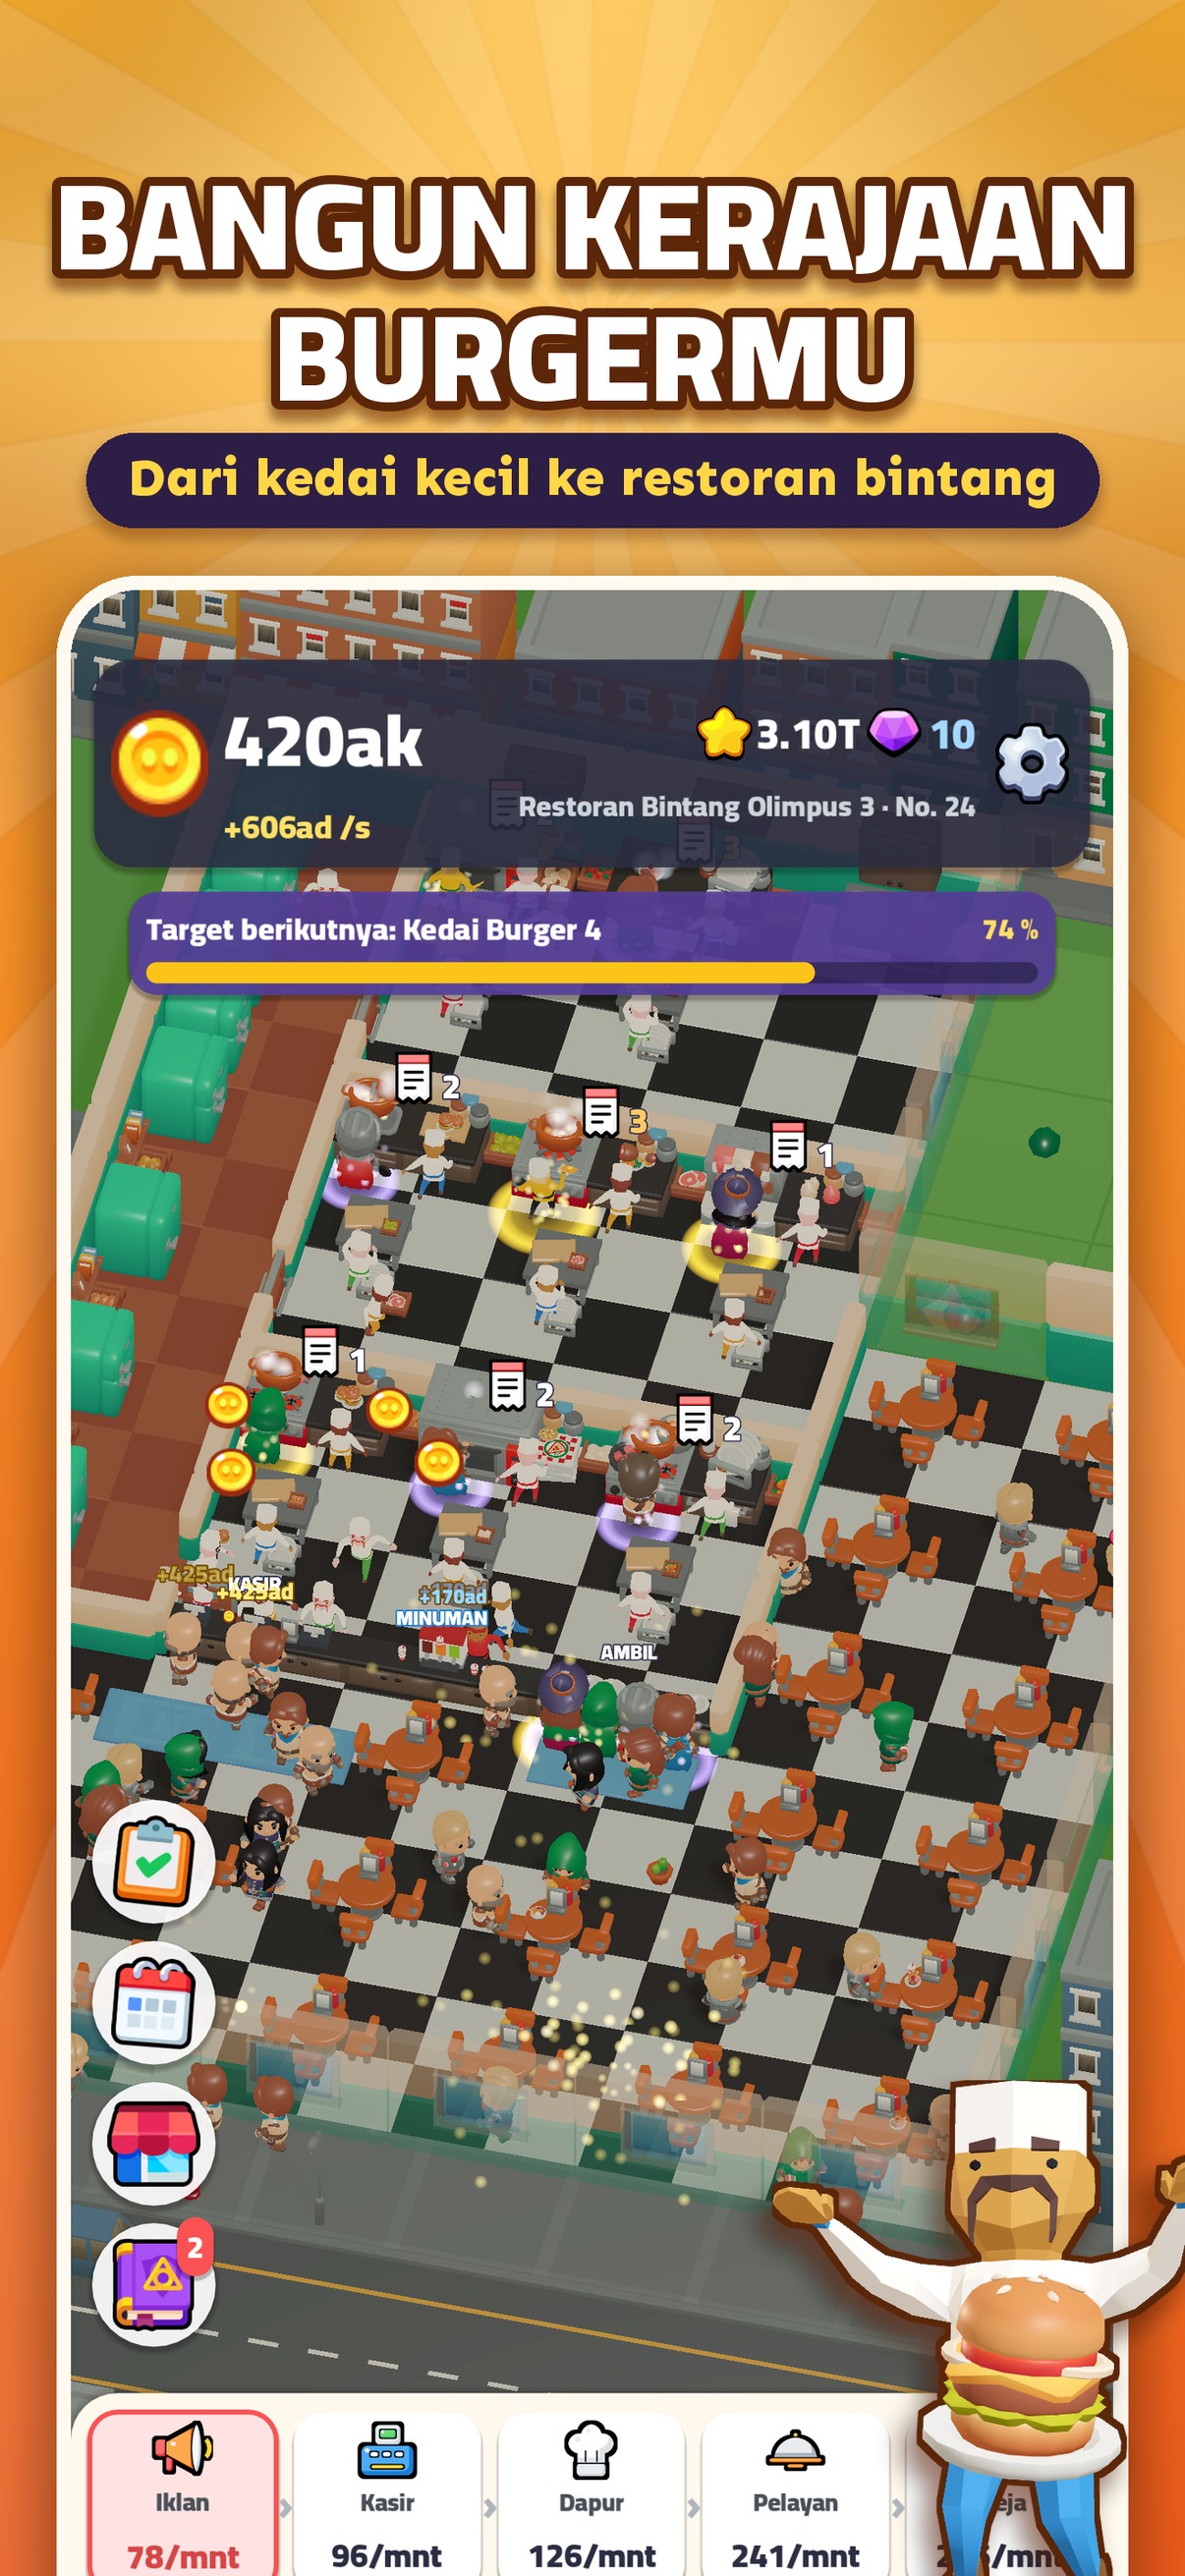 BANGUN KERAJAAN
BURGERMU
Dari kedai kecil ke restoran bintang
420ak
3.10T
10
+606ad /s
Restoran Bintang Olimpus 3 · No. 24
3
Target berikutnya: Kedai Burger 4
74 %
2
3
1
1
2
2
+425ad
KASIR
+425ad
+170ad
MINUMAN
AMBIL
2
Iklan
Kasir
Dapur
Pelayan
78/mnt
96/mnt
126/mnt
241/mnt